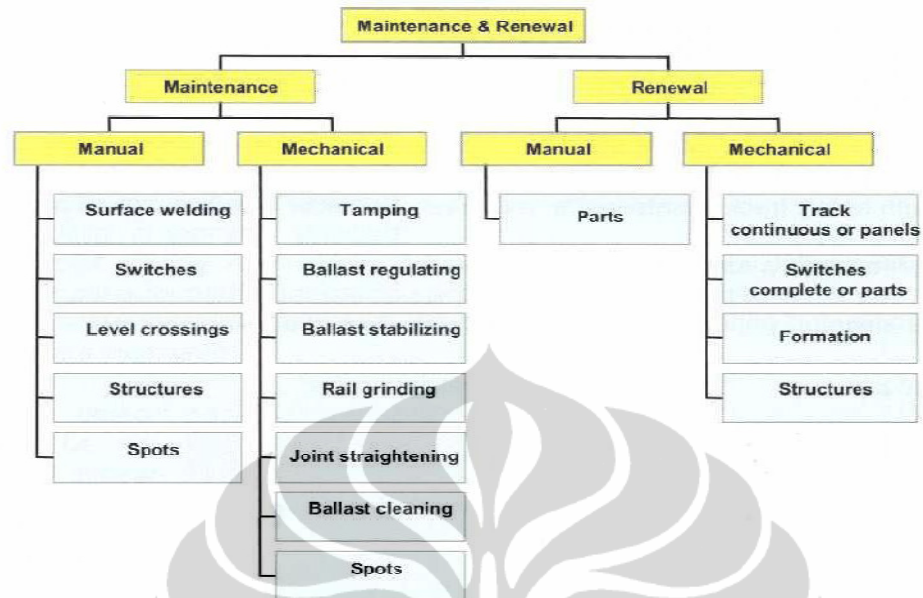 Maintenance & Renewal
Maintenance
Renewal
Manual
Mechanical
Manual
Mechanical
Surface welding
Switches
Level crossings
Structures
Spots
Tamping
Ballast regulating
Ballast stabilizing
Rail grinding
Joint straightening
Ballast cleaning
Spots
Parts
Track
continuous or panels
Switches
complete or parts
Formation
Structures